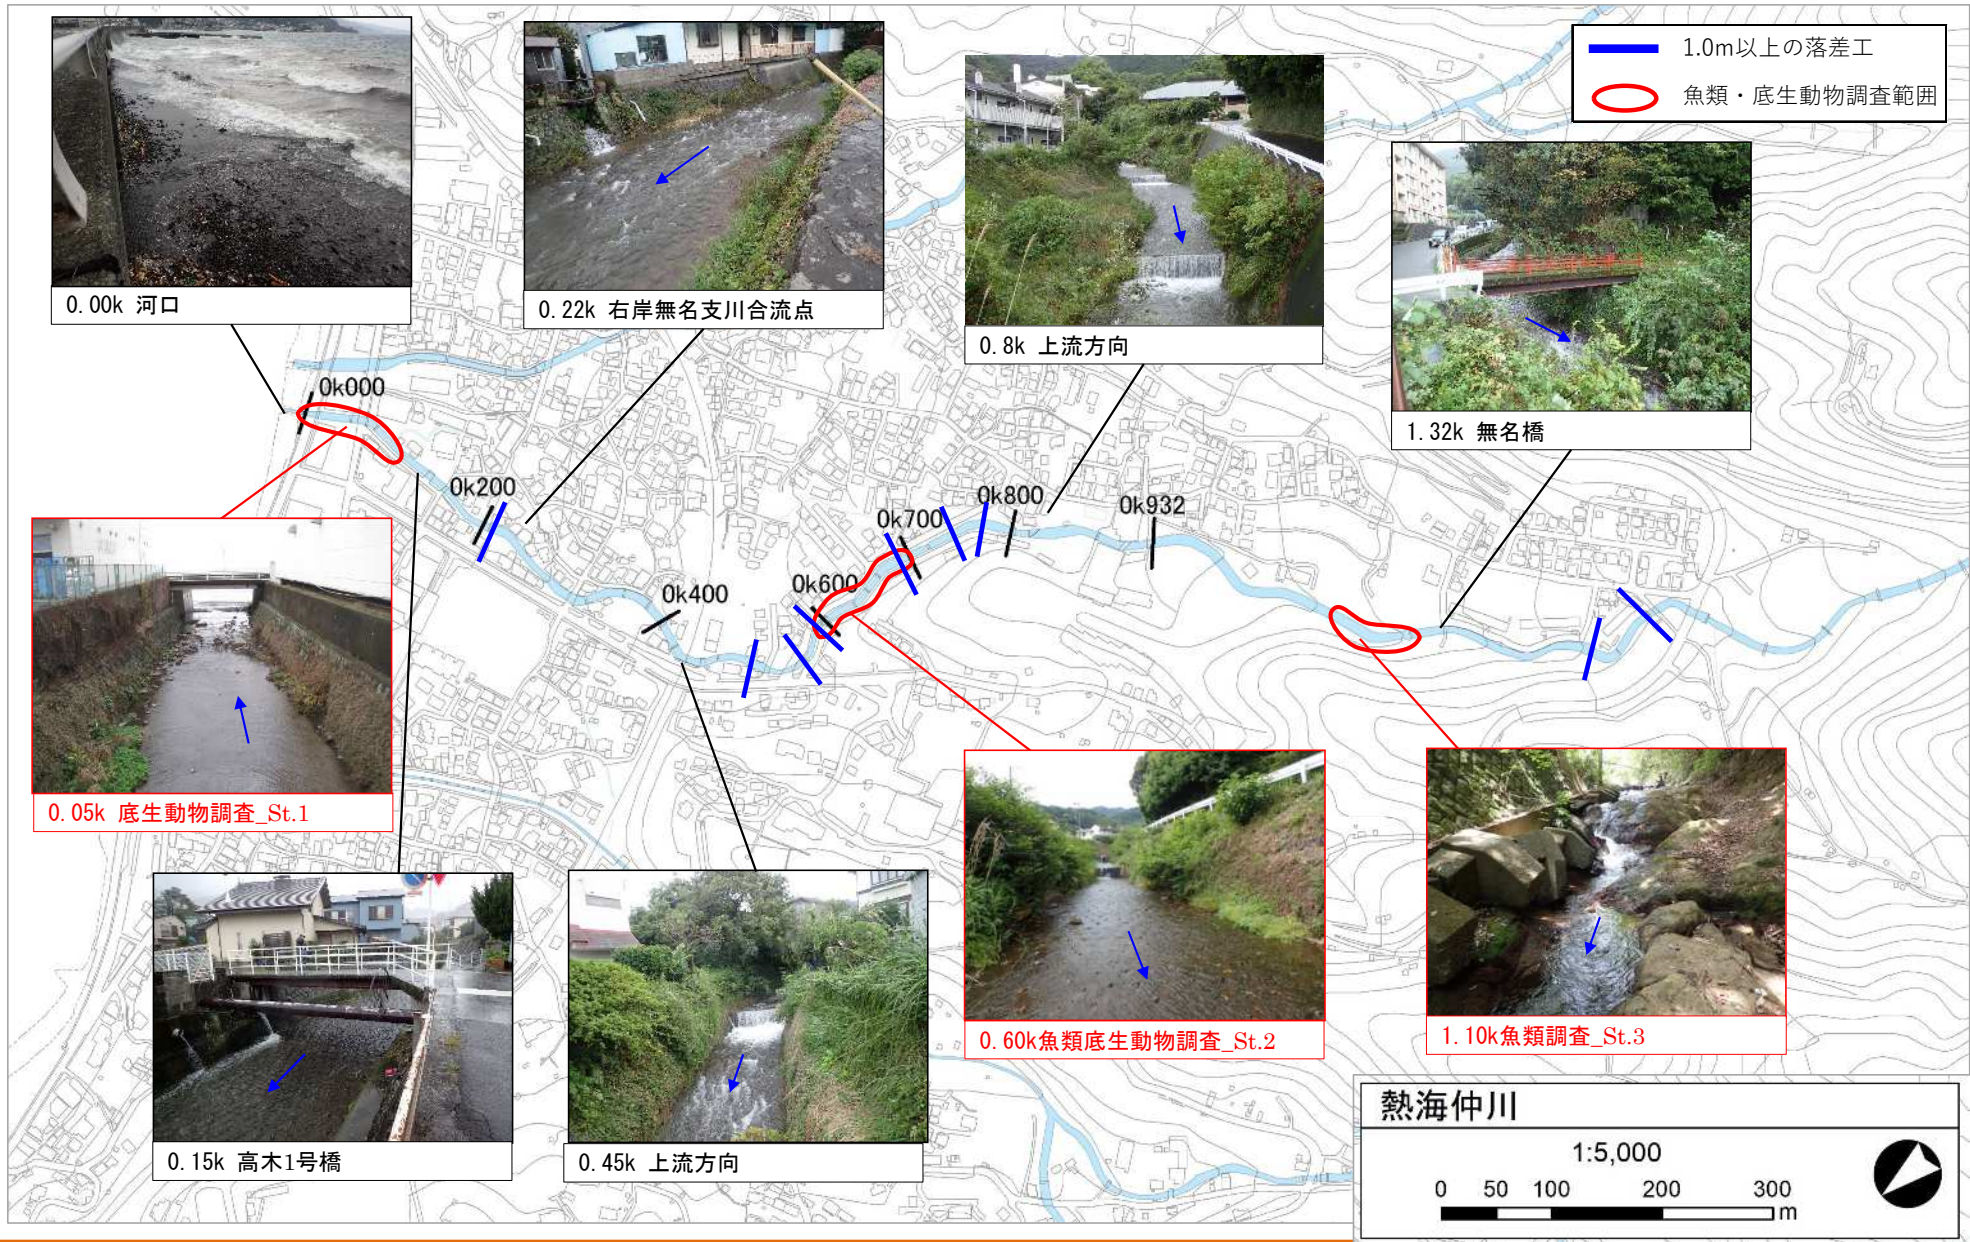 1.0m以上の落差工
魚類・底生動物調査範囲
0.00k 河口
0.22k 右岸無名支川合流点
0.8k 上流方向
1.32k 無名橋
0k000
0k200
0k400
0k600
0k700
0k800
0k932
0.05k 底生動物調査_St.1
0.60k魚類底生動物調査_St.2
1.10k魚類調査_St.3
0.15k 高木1号橋
0.45k 上流方向
熱海仲川
1:5,000
0 50 100 200 300
m